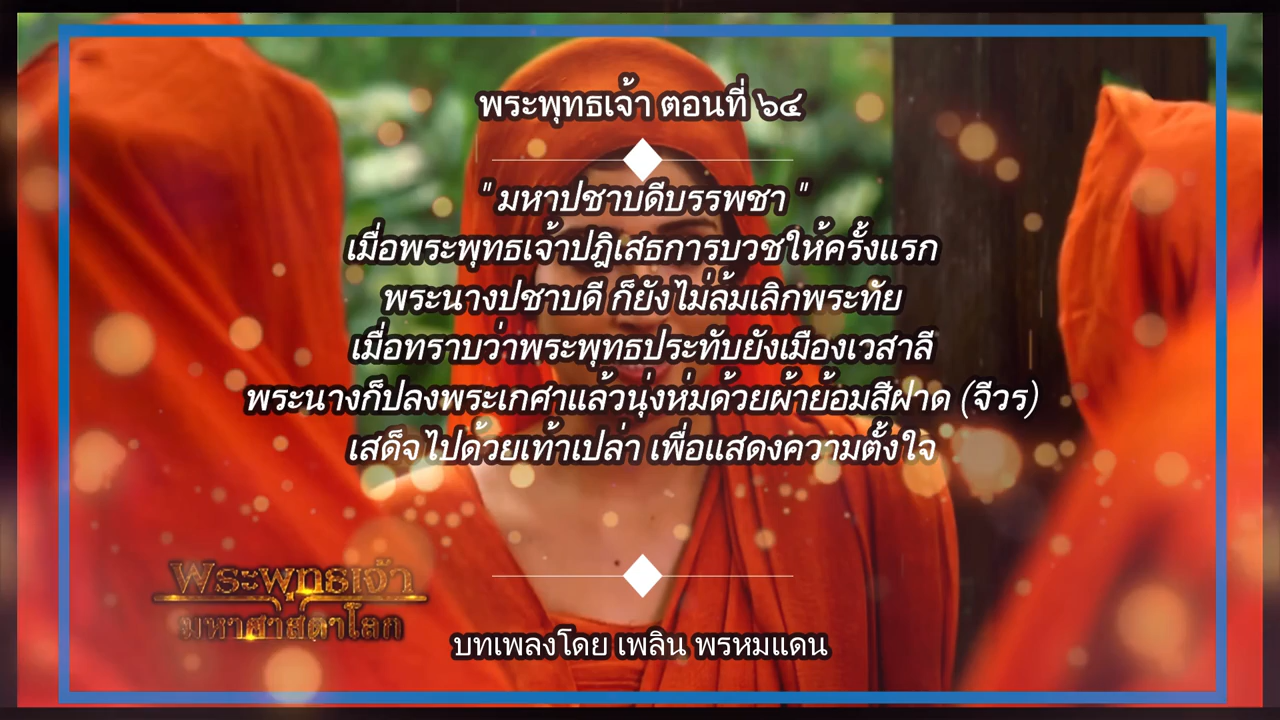 พระพุทธเจ้า ตอนที่ ๖๔
" มหาปชาบดีบรรพชา "
เมื่อพระพุทธเจ้าปฎิเสธการบวชให้ครั้งแรก
พระนางปชาบดี ก็ยังไม่ล้มเลิกพระทัย
เมื่อทราบว่าพระพุทธประทับยังเมืองเวสาลี
พระนางก็ปลงพระเกศาแล้วนุ่งห่มด้วยผ้าย้อมสีฝาด (จีวร)
เสด็จไปด้วยเท้าเปล่า เพื่อแสดงความตั้งใจ
พระพุทธเจ้า
มหาศาสดาโลก
บทเพลงโดย เพลิน พรหมแดน